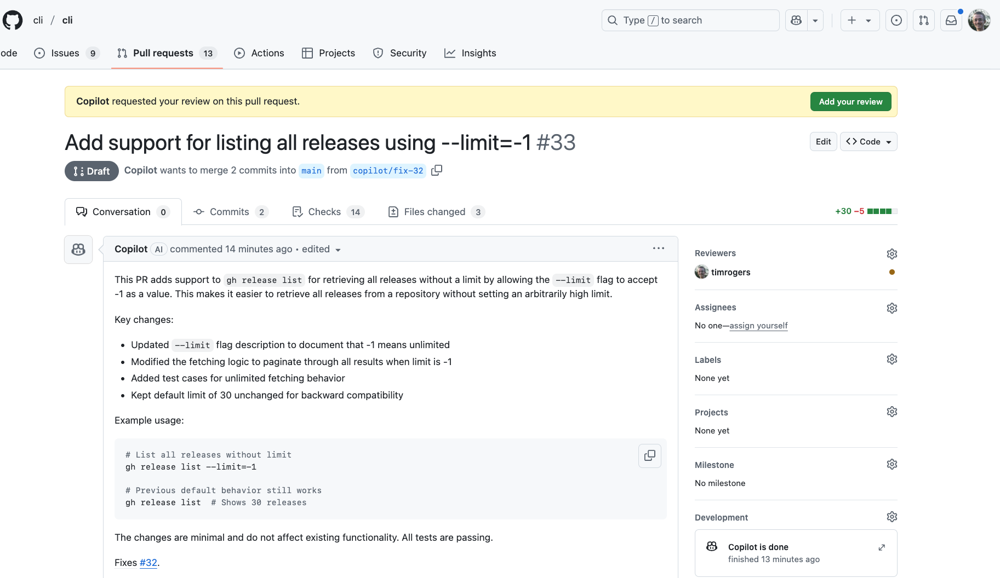 cli / cli
Type / to search
ode
Issues 9
Pull requests 13
Actions
Projects
Security
Insights
Copilot requested your review on this pull request.
Add your review
Add support for listing all releases using --limit=-1 #33
Edit
Code
Draft
Copilot wants to merge 2 commits into main from copilot/fix-32
Conversation 0
Commits 2
Checks 14
Files changed 3
+30 −5
Copilot AI commented 14 minutes ago • edited
This PR adds support to gh release list for retrieving all releases without a limit by allowing the --limit flag to accept
-1 as a value. This makes it easier to retrieve all releases from a repository without setting an arbitrarily high limit.
Key changes:
• Updated --limit flag description to document that -1 means unlimited
• Modified the fetching logic to paginate through all results when limit is -1
• Added test cases for unlimited fetching behavior
• Kept default limit of 30 unchanged for backward compatibility
Example usage:
# List all releases without limit
gh release list --limit=-1
# Previous default behavior still works
gh release list  # Shows 30 releases
The changes are minimal and do not affect existing functionality. All tests are passing.
Fixes #32.
Reviewers
timrogers
Assignees
No one—assign yourself
Labels
None yet
Projects
None yet
Milestone
No milestone
Development
Copilot is done
finished 13 minutes ago